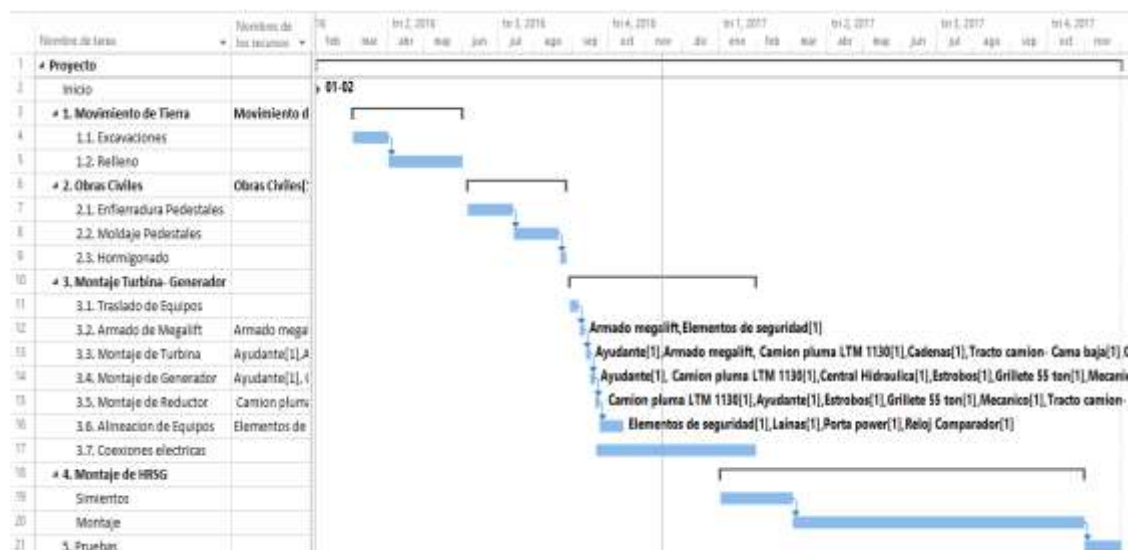 16 tri 2, 2016 tri 3, 2016 tri 4, 2016 tri 1, 2017 tri 2, 2017 tri 3, 2017 tri 4, 2017
Nombre de tarea
Nombres de los recursos
feb mar abr may jun jul ago sep oct nov dic ene feb mar abr may jun jul ago sep oct nov
1 Proyecto
2 Inicio 01-02
3 1. Movimiento de Tierra Movimiento d
4 1.1. Excavaciones
5 1.2. Relleno
6 2. Obras Civiles Obras Civiles[
7 2.1. Enfierradura Pedestales
8 2.2. Moldaje Pedestales
9 2.3. Hormigonado
10 3. Montaje Turbina- Generador
11 3.1. Traslado de Equipos
12 3.2. Armado de Megalift Armado mega Armado megalift,Elementos de seguridad[1]
13 3.3. Montaje de Turbina Ayudante[1],A Ayudante[1],Armado megalift, Camion pluma LTM 1130[1],Cadenas[1],Tracto camion- Cama baja[1],C
14 3.4. Montaje de Generador Ayudante[1], ( Ayudante[1], Camion pluma LTM 1130[1],Central Hidraulica[1],Estrobos[1],Grillete 55 ton[1],Mecanic
15 3.5. Montaje de Reductor Camion plum Camion pluma LTM 1130[1],Ayudante[1],Estrobos[1],Grillete 55 ton[1],Mecanico[1],Tracto camion-
16 3.6. Alineacion de Equipos Elementos de Elementos de seguridad[1],Lainas[1],Porta power[1],Reloj Comparador[1]
17 3.7. Coexiones electricas
18 4. Montaje de HRSG
19 Simientos
20 Montaje
21 5. Pruebas